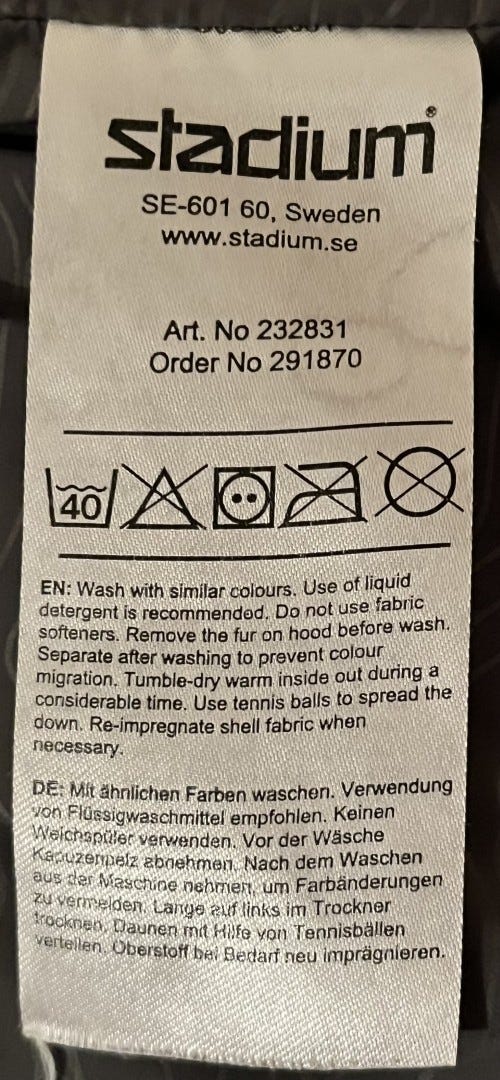 stadium®
SE-601 60, Sweden
www.stadium.se
Art. No 232831
Order No 291870
40
EN: Wash with similar colours. Use of liquid
detergent is recommended. Do not use fabric
softeners. Remove the fur on hood before wash.
Separate after washing to prevent colour
migration. Tumble-dry warm inside out during a
considerable time. Use tennis balls to spread the
down. Re-impregnate shell fabric when
necessary.
DE: Mit ähnlichen Farben waschen. Verwendung
von Flüssigwaschmittel empfohlen. Keinen
Weichspüler verwenden. Vor der Wäsche
Kapuzenpelz abnehmen. Nach dem Waschen
aus der Maschine nehmen, um Farbänderungen
zu vermeiden. Lange auf links im Trockner
trocknen. Daunen mit Hilfe von Tennisbällen
verteilen. Oberstoff bei Bedarf neu imprägnieren.